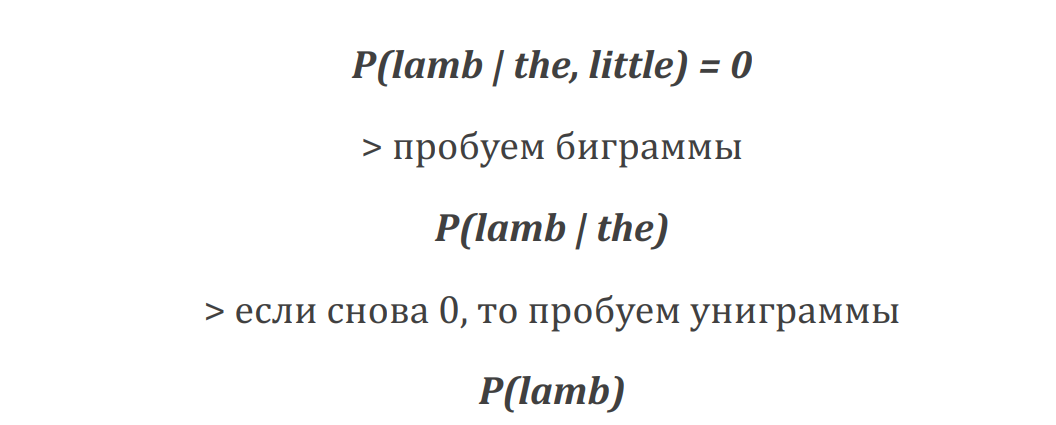 P(lamb | the, little) = 0
> пробуем биграммы
P(lamb | the)
> если снова 0, то пробуем униграммы
P(lamb)